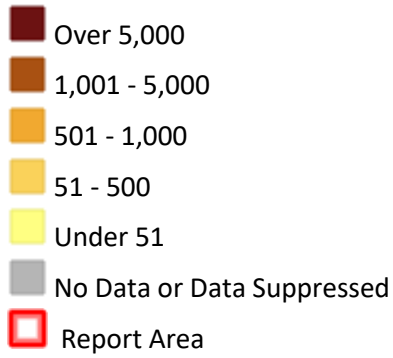 Over 5,000
1,001 - 5,000
501 - 1,000
51 - 500
Under 51
No Data or Data Suppressed
Report Area